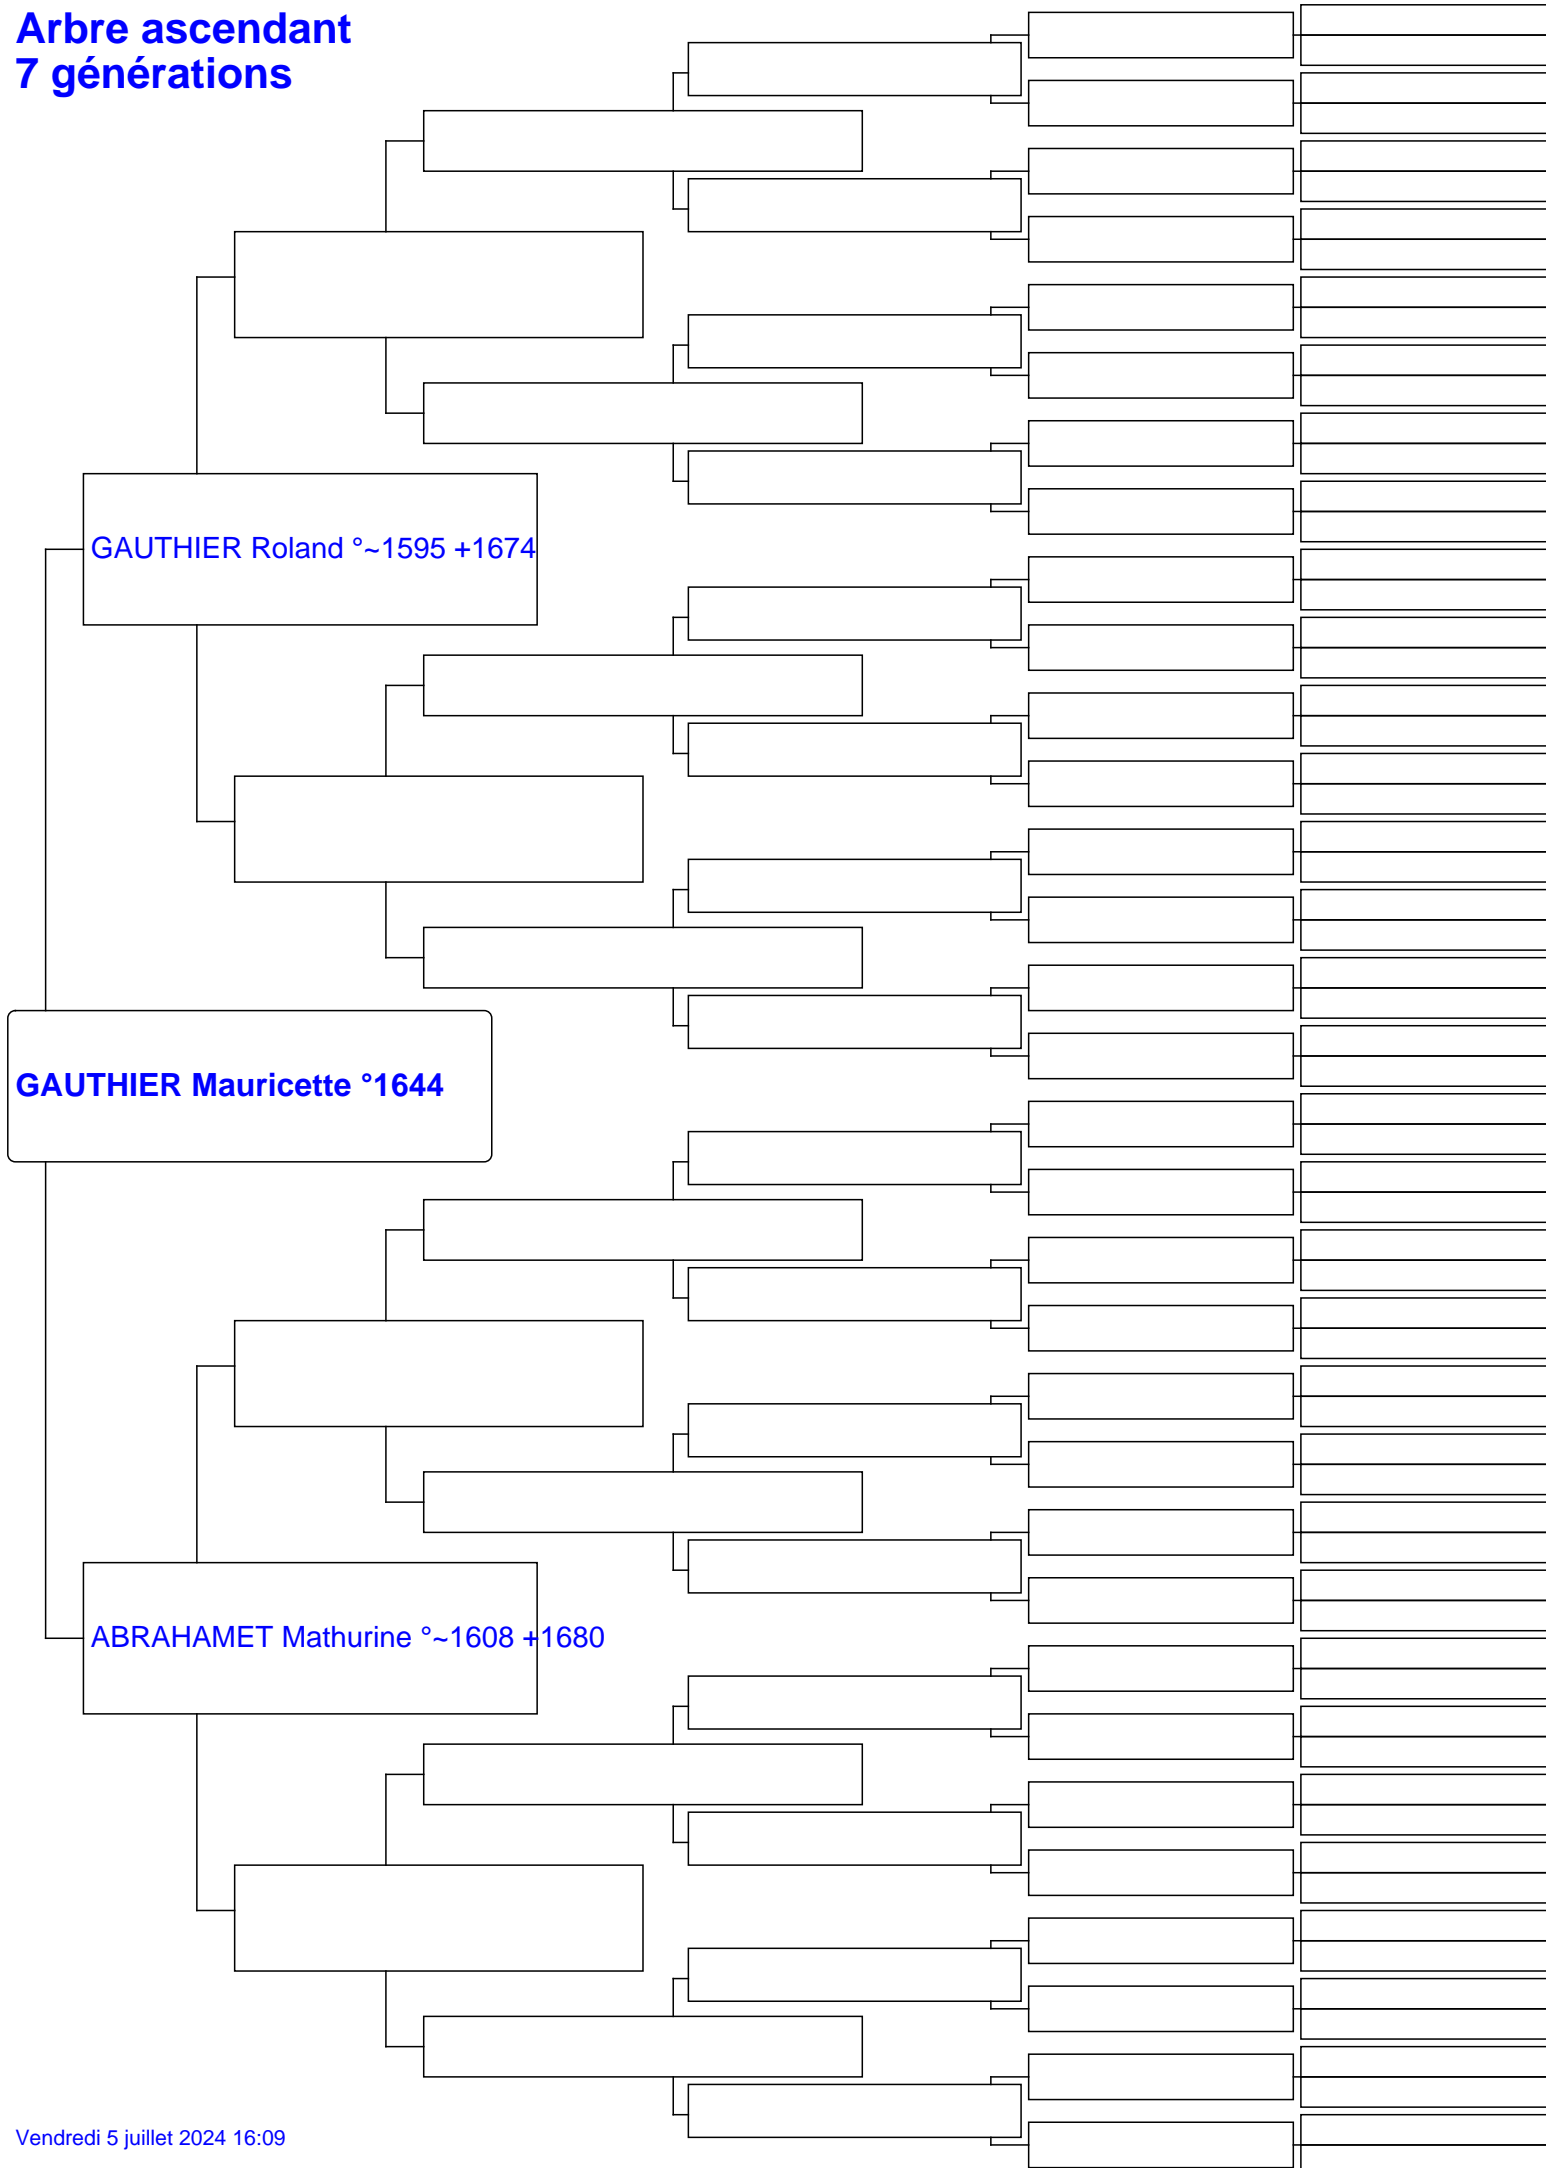 Arbre ascendant
7 générations
GAUTHIER Roland °~1595 +1674
GAUTHIER Mauricette °1644
ABRAHAMET Mathurine °~1608 +1680
Vendredi 5 juillet 2024 16:09